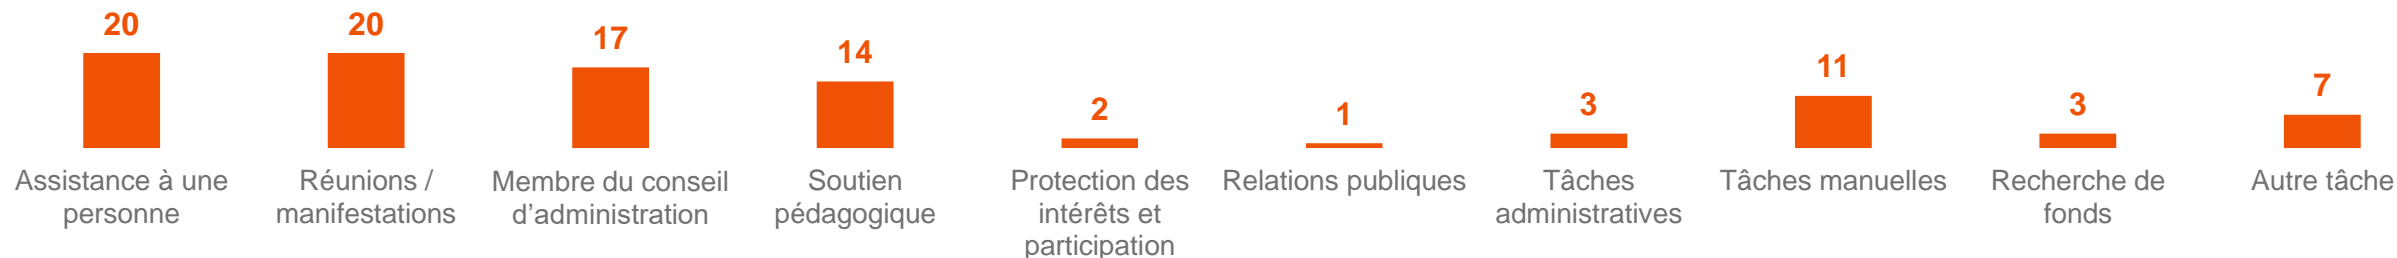 20
20
17
14
2
1
3
11
3
7
Assistance à une
personne
Réunions /
manifestations
Membre du conseil
d’administration
Soutien
pédagogique
Protection des
intérêts et
participation
Relations publiques
Tâches
administratives
Tâches manuelles
Recherche de
fonds
Autre tâche